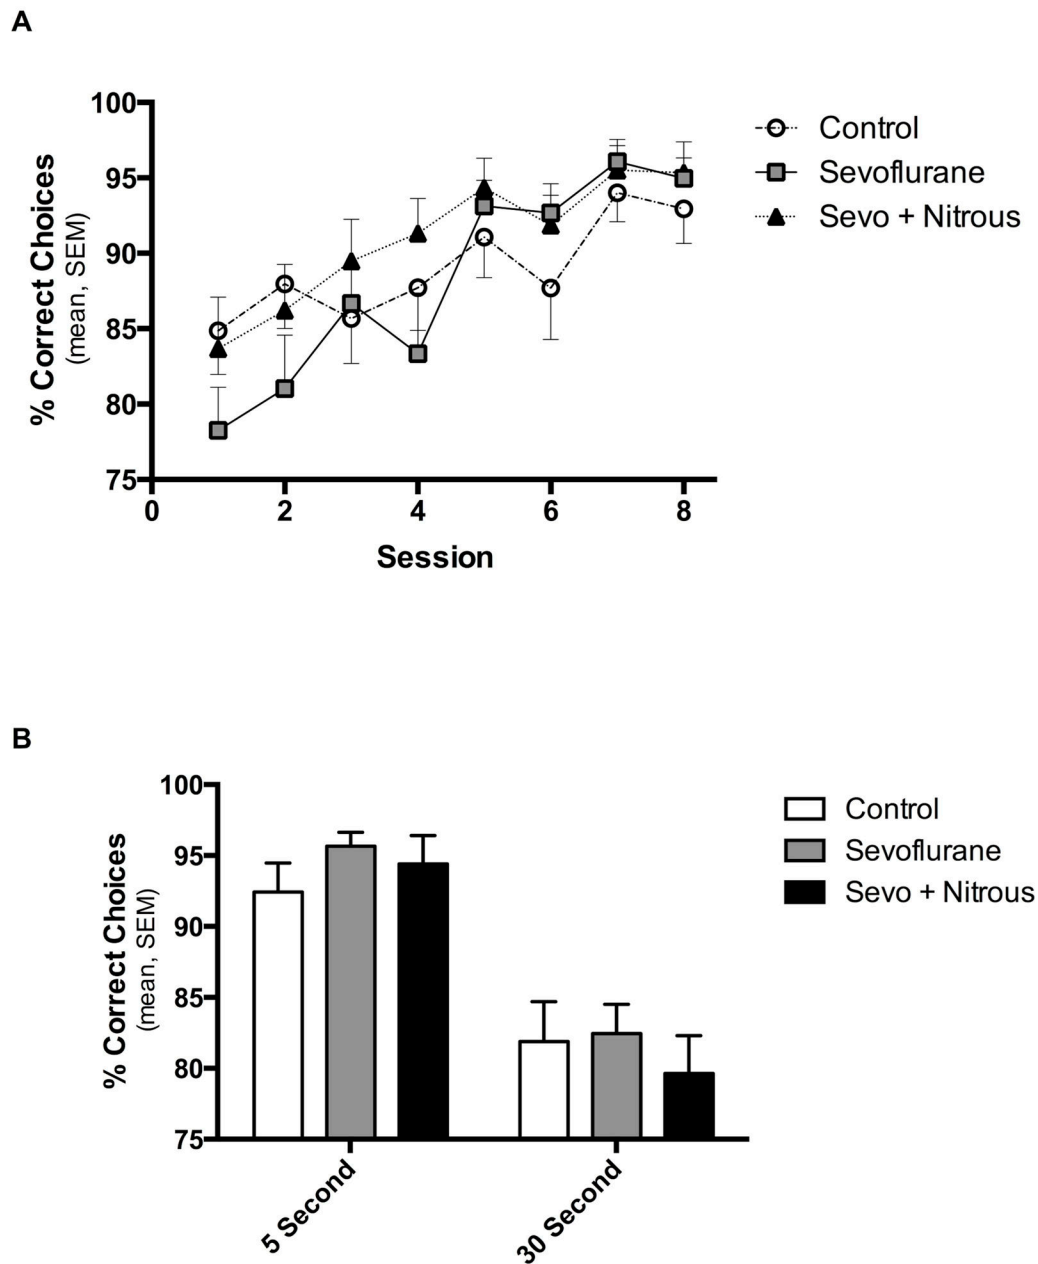 A
100
95
90
85
80
75
% Correct Choices
(mean, SEM)
0 2 4 6 8
Session
Control
Sevoflurane
Sevo + Nitrous
B
100
95
90
85
80
75
% Correct Choices
(mean, SEM)
5 Second
30 Second
Control
Sevoflurane
Sevo + Nitrous